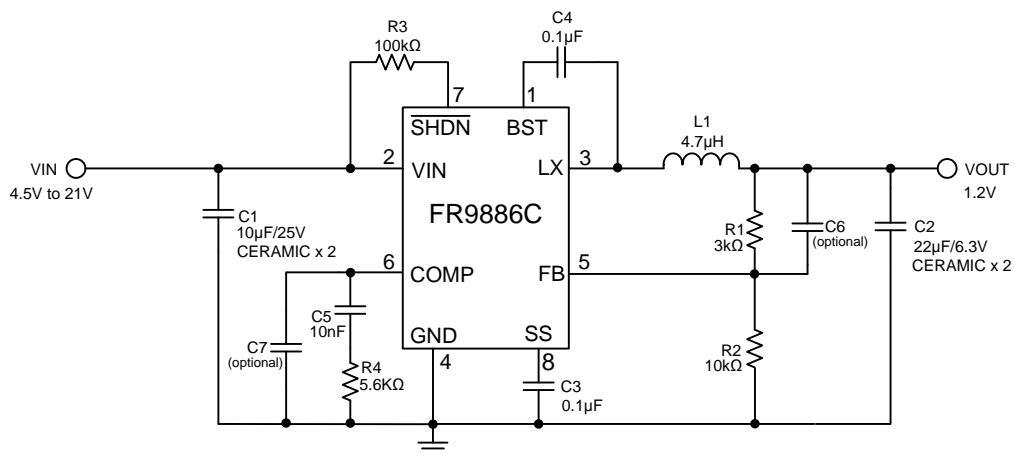 C4
0.1µF
R3
100kΩ
7
1
SHDN
BST
L1
4.7µH
VIN
4.5V to 21V
2
VIN
LX
3
VOUT
1.2V
FR9886C
C1
10µF/25V
CERAMIC x 2
R1
3kΩ
C6
(optional)
C2
22µF/6.3V
CERAMIC x 2
6
COMP
FB
5
C5
10nF
C7
(optional)
R4
5.6KΩ
GND
4
SS
8
C3
0.1µF
R2
10kΩ